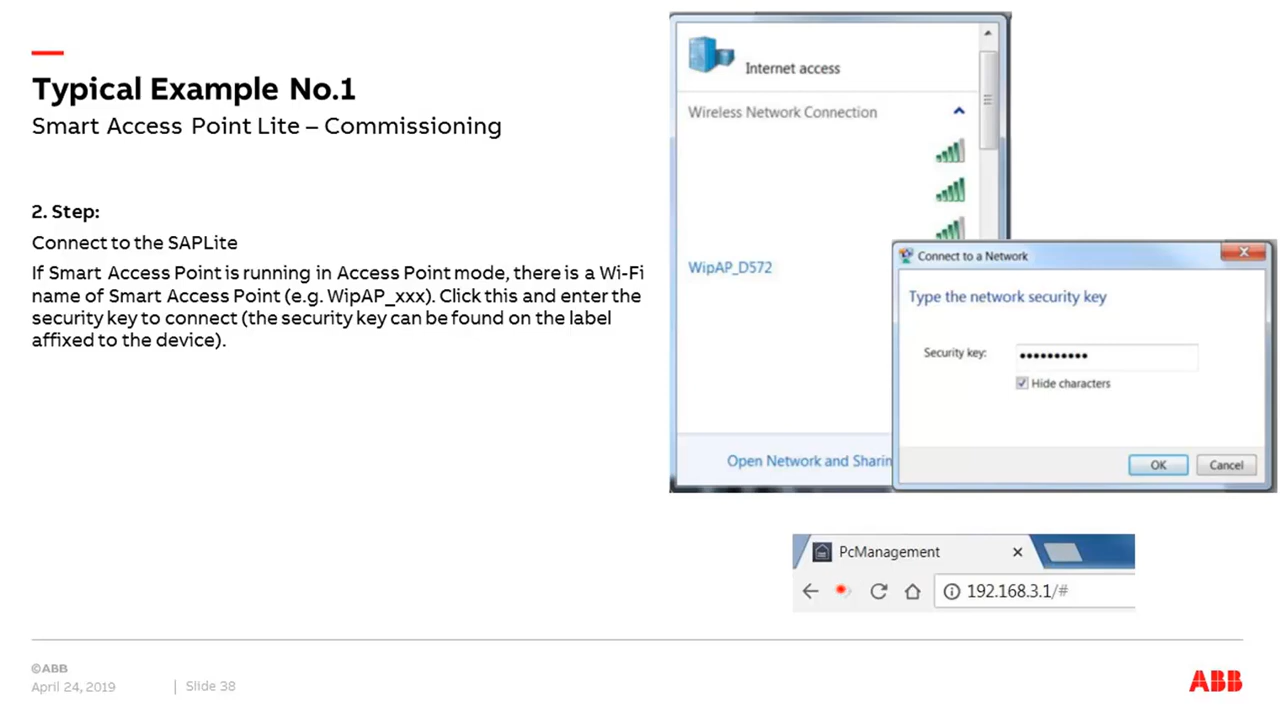 Typical Example No.1
Smart Access Point Lite – Commissioning
2. Step:
Connect to the SAPLite
If Smart Access Point is running in Access Point mode, there is a Wi-Fi
name of Smart Access Point (e.g. WipAP_xxx). Click this and enter the
security key to connect (the security key can be found on the label
affixed to the device).
Internet access
Wireless Network Connection
WipAP_D572
Open Network and Sharin
Connect to a Network
Type the network security key
Security key: ••••••••••
Hide characters
OK Cancel
PcManagement
192.168.3.1/#
©ABB
April 24, 2019 | Slide 38
ABB